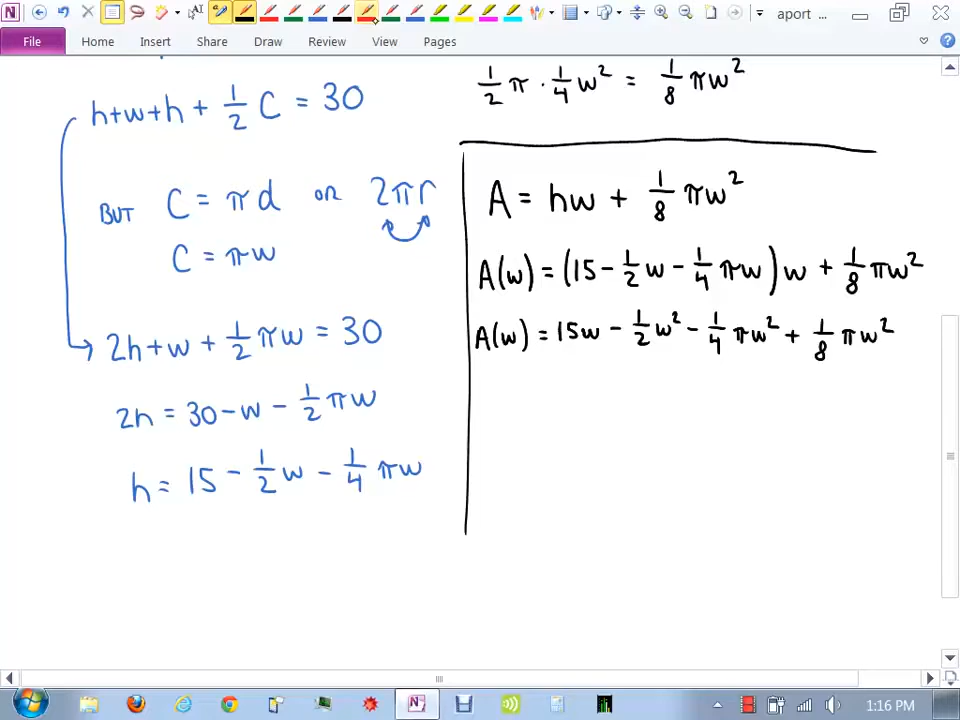 aport ...
File Home Insert Share Draw Review View Pages
h+w+h + 1/2 C = 30
BUT C = πd OR 2πr
C = πw
2h+w + 1/2 πw = 30
2h = 30 - w - 1/2 πw
h = 15 - 1/2 w - 1/4 πw
1/2 π · 1/4 w² = 1/8 πw²
A = hw + 1/8 πw²
A(w) = (15 - 1/2 w - 1/4 πw) w + 1/8 πw²
A(w) = 15w - 1/2 w² - 1/4 πw² + 1/8 πw²
1:16 PM